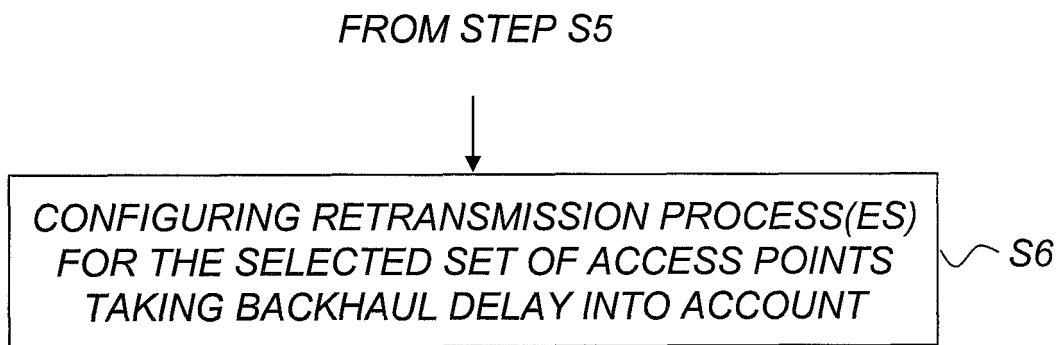 FROM STEP S5
CONFIGURING RETRANSMISSION PROCESS(ES)
FOR THE SELECTED SET OF ACCESS POINTS
TAKING BACKHAUL DELAY INTO ACCOUNT
S6